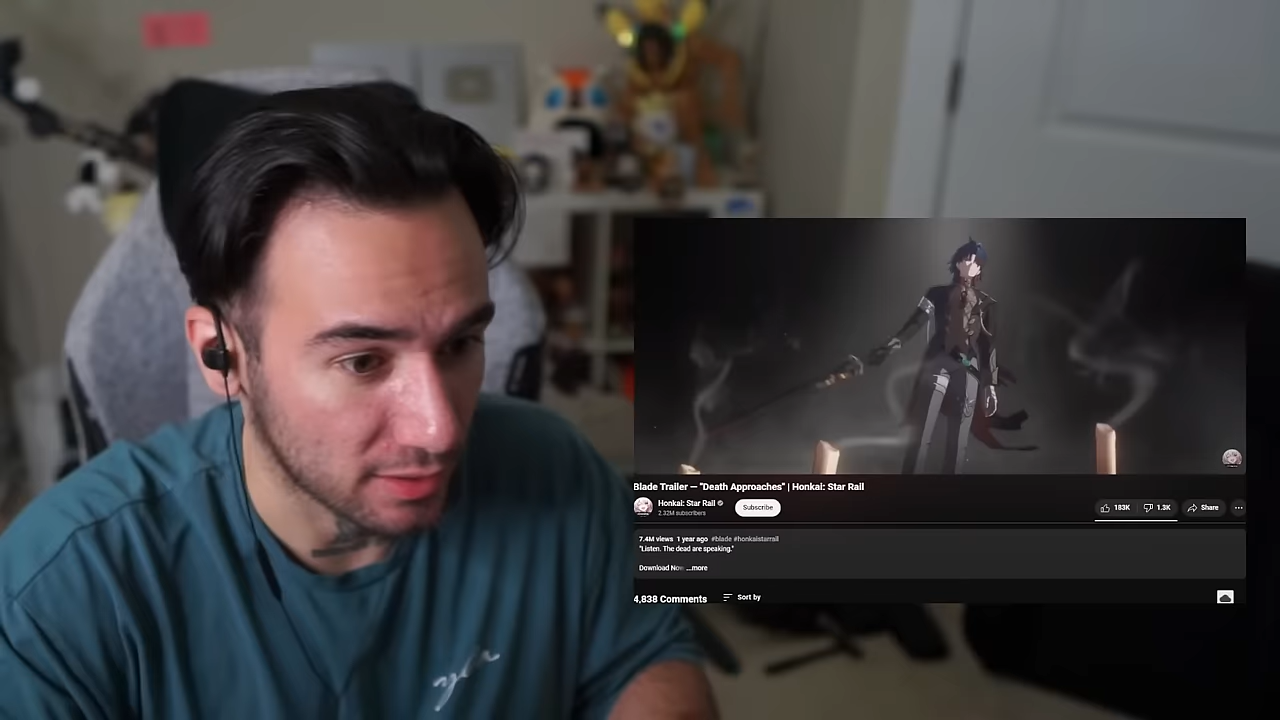 Blade Trailer — "Death Approaches" | Honkai: Star Rail
Honkai: Star Rail
2.32M subscribers
Subscribe
183K
1.3K
Share
7.4M views 1 year ago #blade #honkaistarrail
"Listen. The dead are speaking."
Download Now ...more
4,838 Comments
Sort by